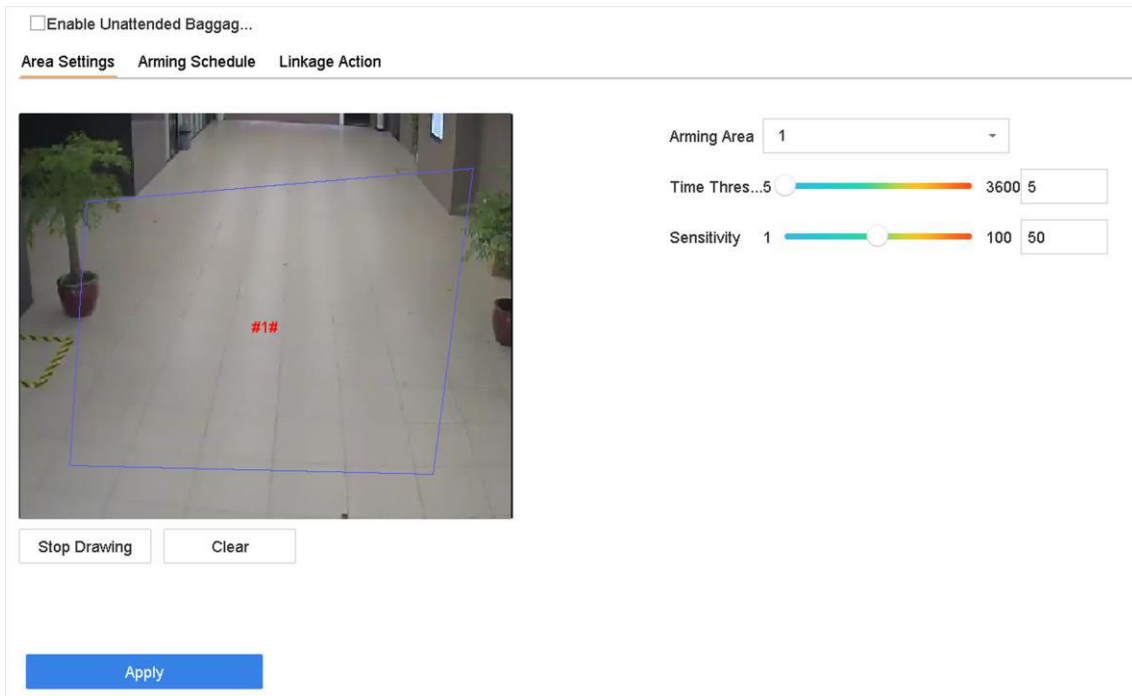 Enable Unattended Baggag...
Area Settings Arming Schedule Linkage Action
Arming Area 1
Time Thres...5 3600 5
Sensitivity 1 100 50
#1#
Stop Drawing Clear
Apply